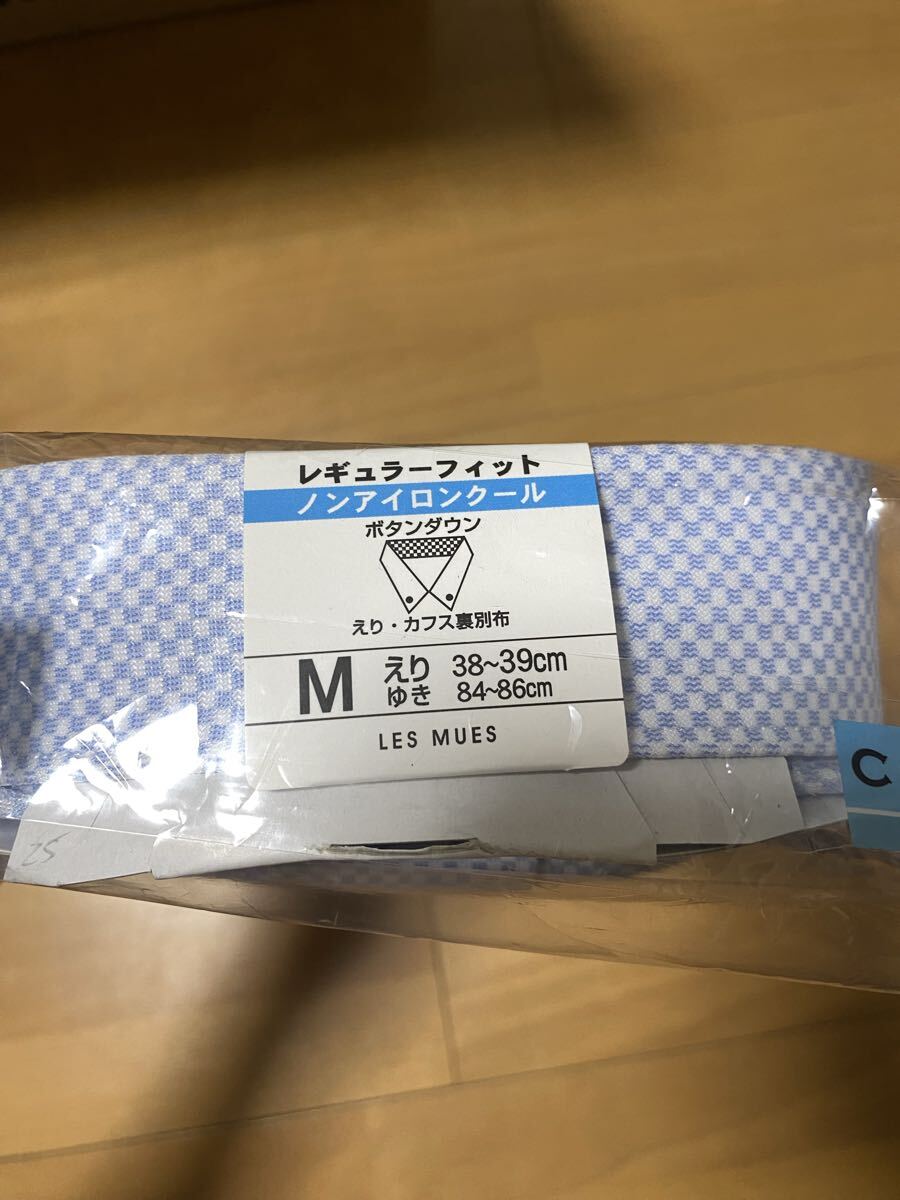 レギュラーフィット
ノンアイロンクール
ボタンダウン
えり・カフス裏別布
M えり 38~39cm
ゆき 84~86cm
LES MUES
C